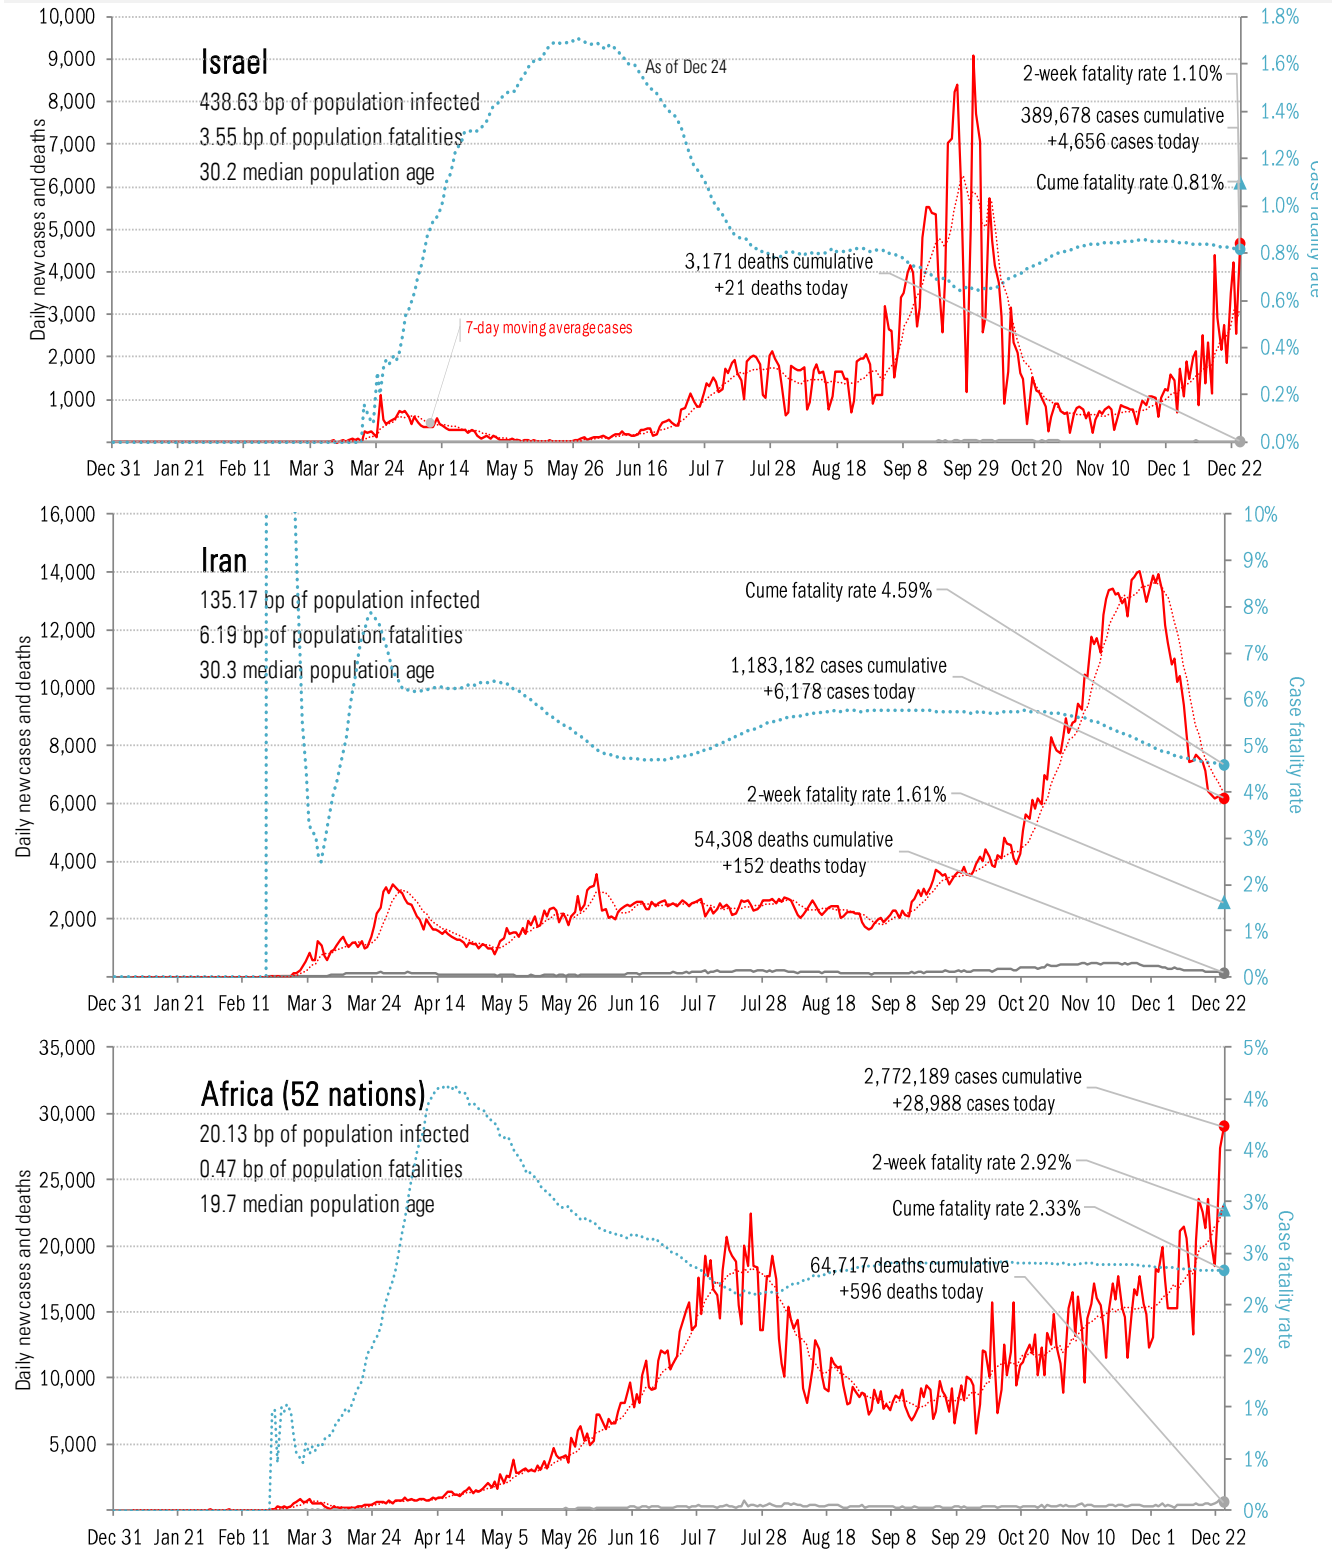 10,000
9,000
8,000
7,000
6,000
5,000
4,000
3,000
2,000
1,000
Daily new cases and deaths
Israel
438.63 bp of population infected
3.55 bp of population fatalities
30.2 median population age
As of Dec 24
2-week fatality rate 1.10%
389,678 cases cumulative
+4,656 cases today
Cume fatality rate 0.81%
3,171 deaths cumulative
+21 deaths today
7-day moving average cases
1.8%
1.6%
1.4%
1.2%
1.0%
0.8%
0.6%
0.4%
0.2%
0.0%
Case fatality rate
Dec 31 Jan 21 Feb 11 Mar 3 Mar 24 Apr 14 May 5 May 26 Jun 16 Jul 7 Jul 28 Aug 18 Sep 8 Sep 29 Oct 20 Nov 10 Dec 1 Dec 22
16,000
14,000
12,000
10,000
8,000
6,000
4,000
2,000
Daily new cases and deaths
Iran
135.17 bp of population infected
6.19 bp of population fatalities
30.3 median population age
Cume fatality rate 4.59%
1,183,182 cases cumulative
+6,178 cases today
2-week fatality rate 1.61%
54,308 deaths cumulative
+152 deaths today
10%
9%
8%
7%
6%
5%
4%
3%
2%
1%
0%
Case fatality rate
Dec 31 Jan 21 Feb 11 Mar 3 Mar 24 Apr 14 May 5 May 26 Jun 16 Jul 7 Jul 28 Aug 18 Sep 8 Sep 29 Oct 20 Nov 10 Dec 1 Dec 22
35,000
30,000
25,000
20,000
15,000
10,000
5,000
Daily new cases and deaths
Africa (52 nations)
20.13 bp of population infected
0.47 bp of population fatalities
19.7 median population age
2,772,189 cases cumulative
+28,988 cases today
2-week fatality rate 2.92%
Cume fatality rate 2.33%
64,717 deaths cumulative
+596 deaths today
5%
4%
4%
3%
3%
2%
2%
1%
1%
0%
Case fatality rate
Dec 31 Jan 21 Feb 11 Mar 3 Mar 24 Apr 14 May 5 May 26 Jun 16 Jul 7 Jul 28 Aug 18 Sep 8 Sep 29 Oct 20 Nov 10 Dec 1 Dec 22